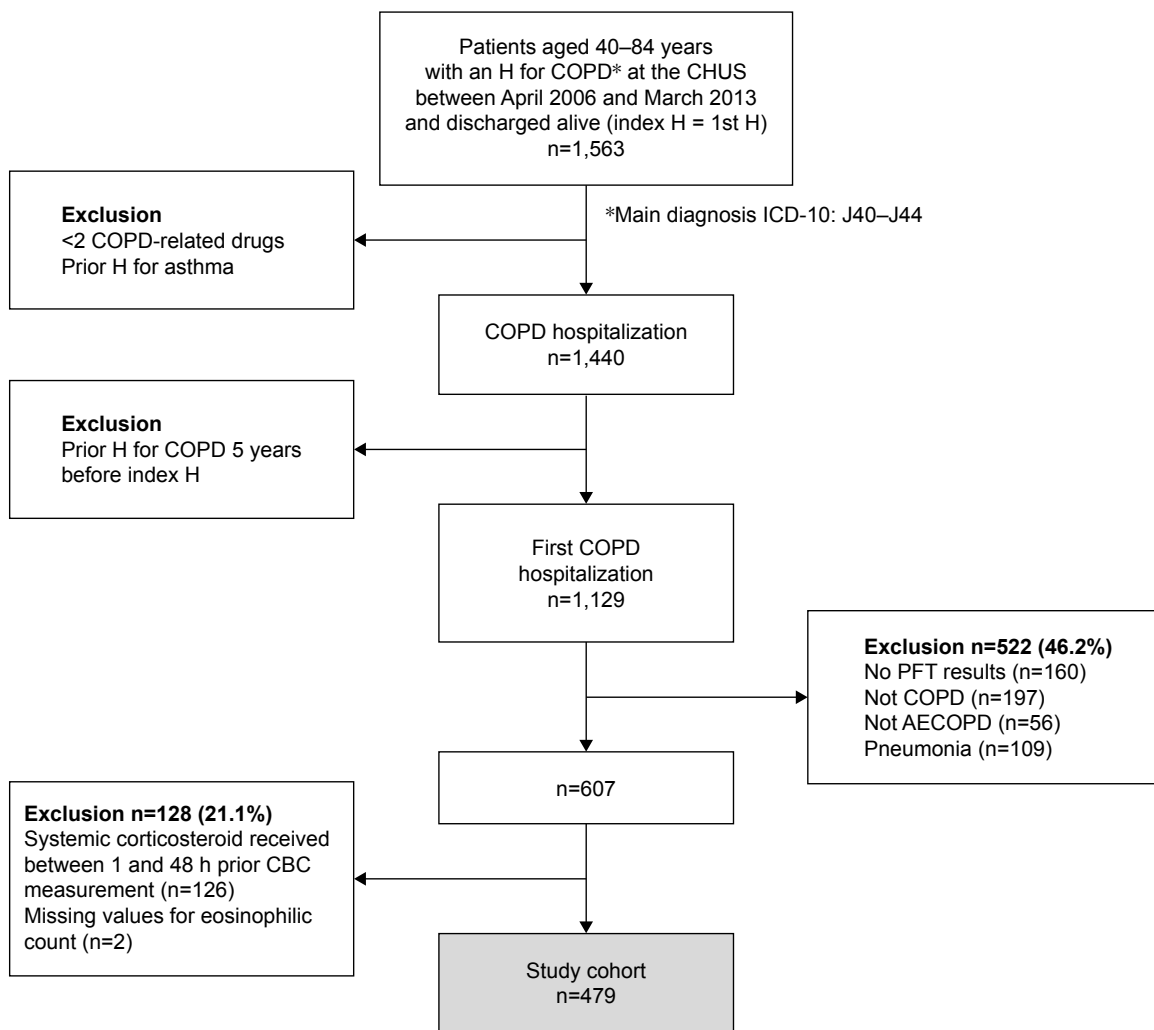 Patients aged 40–84 years
with an H for COPD* at the CHUS
between April 2006 and March 2013
and discharged alive (index H = 1st H)
n=1,563
*Main diagnosis ICD-10: J40–J44
Exclusion
<2 COPD-related drugs
Prior H for asthma
COPD hospitalization
n=1,440
Exclusion
Prior H for COPD 5 years
before index H
First COPD
hospitalization
n=1,129
Exclusion n=522 (46.2%)
No PFT results (n=160)
Not COPD (n=197)
Not AECOPD (n=56)
Pneumonia (n=109)
n=607
Exclusion n=128 (21.1%)
Systemic corticosteroid received
between 1 and 48 h prior CBC
measurement (n=126)
Missing values for eosinophilic
count (n=2)
Study cohort
n=479